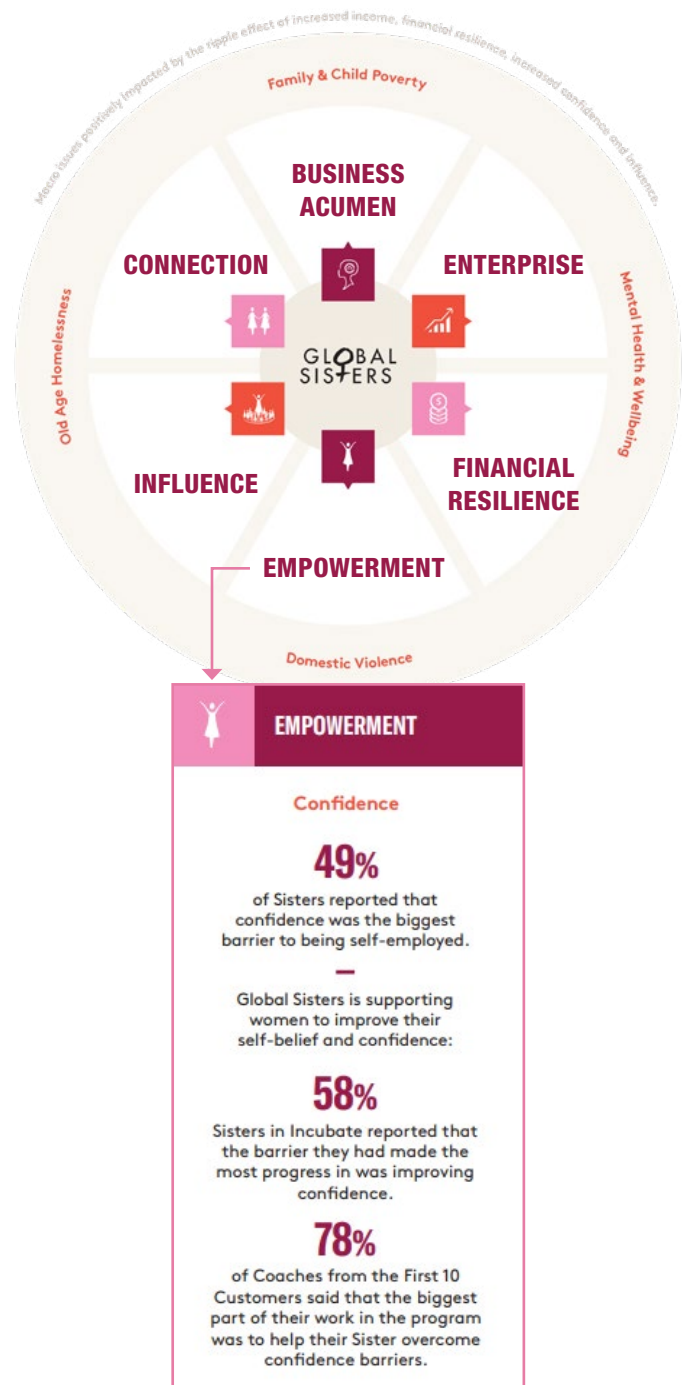 Macro issues positively impacted by the ripple effect of increased income, financial resilience, increased confidence and influence.
Family & Child Poverty
BUSINESS
ACUMEN
CONNECTION
ENTERPRISE
Old Age Homelessness
Mental Health & Wellbeing
GLOBAL
SISTERS
INFLUENCE
FINANCIAL
RESILIENCE
EMPOWERMENT
Domestic Violence
EMPOWERMENT
Confidence
49%
of Sisters reported that
confidence was the biggest
barrier to being self-employed.
–
Global Sisters is supporting
women to improve their
self-belief and confidence:
58%
Sisters in Incubate reported that
the barrier they had made the
most progress in was improving
confidence.
78%
of Coaches from the First 10
Customers said that the biggest
part of their work in the program
was to help their Sister overcome
confidence barriers.